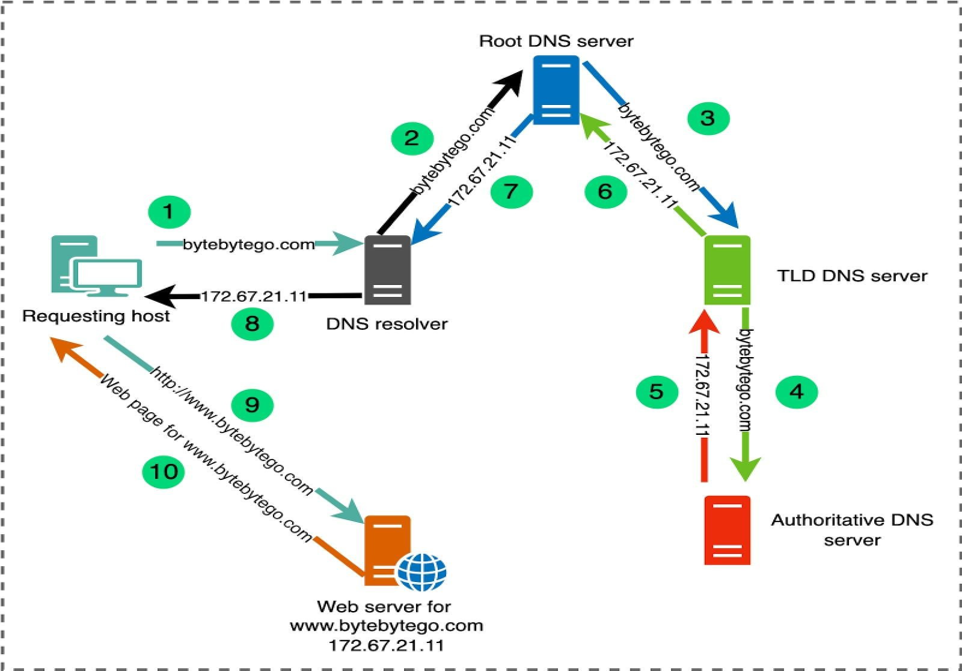 Root DNS server
2
bytebytego.com
172.67.21.11
7
bytebytego.com
3
172.67.21.11
6
1
bytebytego.com
172.67.21.11
8
Requesting host
DNS resolver
TLD DNS server
5
172.67.21.11
bytebytego.com
4
http://www.bytebytego.com
9
Web page for www.bytebytego.com
10
Authoritative DNS
server
Web server for
www.bytebytego.com
172.67.21.11